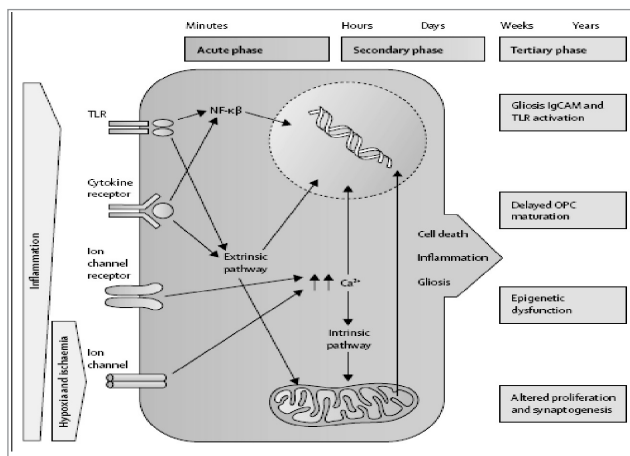 Minutes
Hours
Days
Weeks
Years
Acute phase
Secondary phase
Tertiary phase
TLR
NF-κβ
Gliosis IgCAM and
TLR activation
Cytokine
receptor
Delayed OPC
maturation
Extrinsic
pathway
Cell death
Inflammation
Gliosis
Ion
channel
receptor
Ca²⁺
Epigenetic
dysfunction
Intrinsic
pathway
Ion
channel
Altered proliferation
and synaptogenesis
Inflammation
Hypoxia and ischaemia